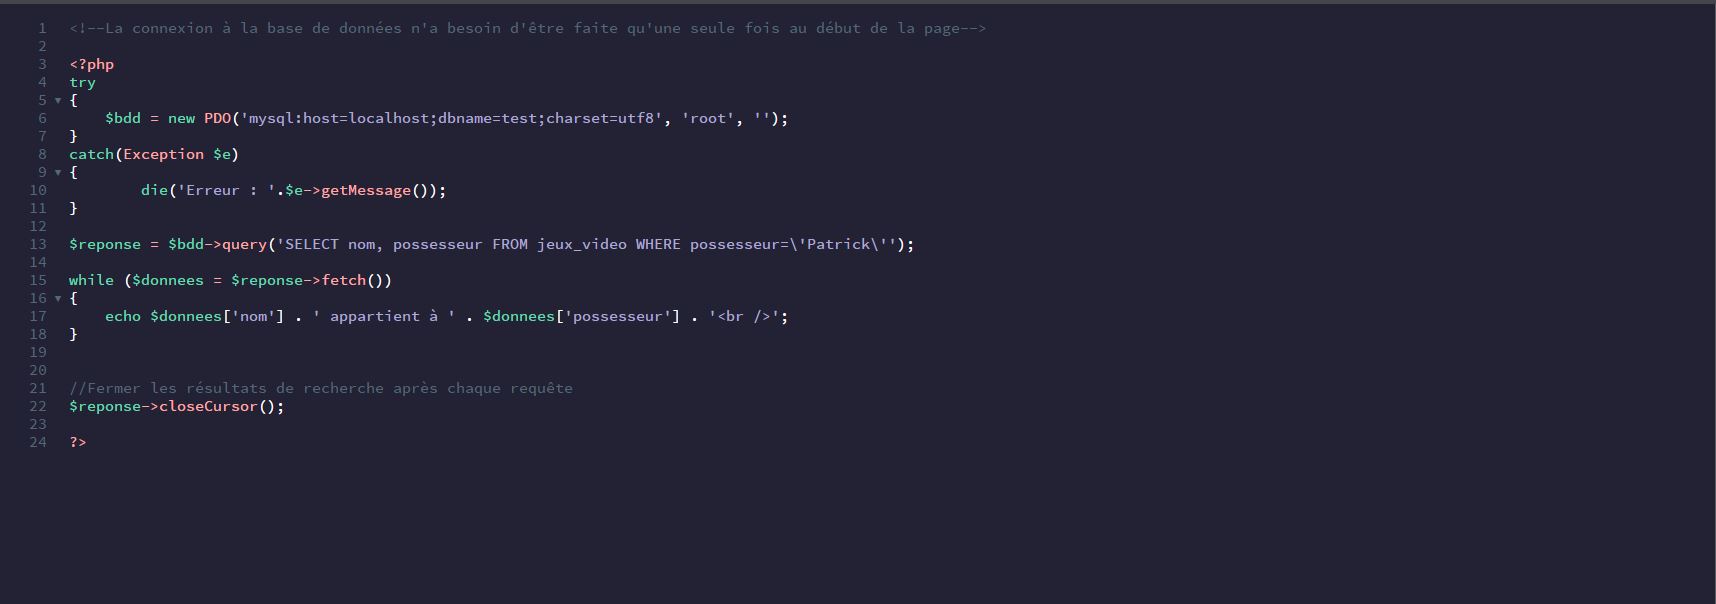 1 <!--La connexion à la base de données n'a besoin d'être faite qu'une seule fois au début de la page-->
2
3 <?php
4 try
5 {
6     $bdd = new PDO('mysql:host=localhost;dbname=test;charset=utf8', 'root', '');
7 }
8 catch(Exception $e)
9 {
10         die('Erreur : '.$e->getMessage());
11 }
12
13 $reponse = $bdd->query('SELECT nom, possesseur FROM jeux_video WHERE possesseur=\'Patrick\'');
14
15 while ($donnees = $reponse->fetch())
16 {
17     echo $donnees['nom'] . ' appartient à ' . $donnees['possesseur'] . '<br />';
18 }
19
20
21 //Fermer les résultats de recherche après chaque requête
22 $reponse->closeCursor();
23
24 ?>